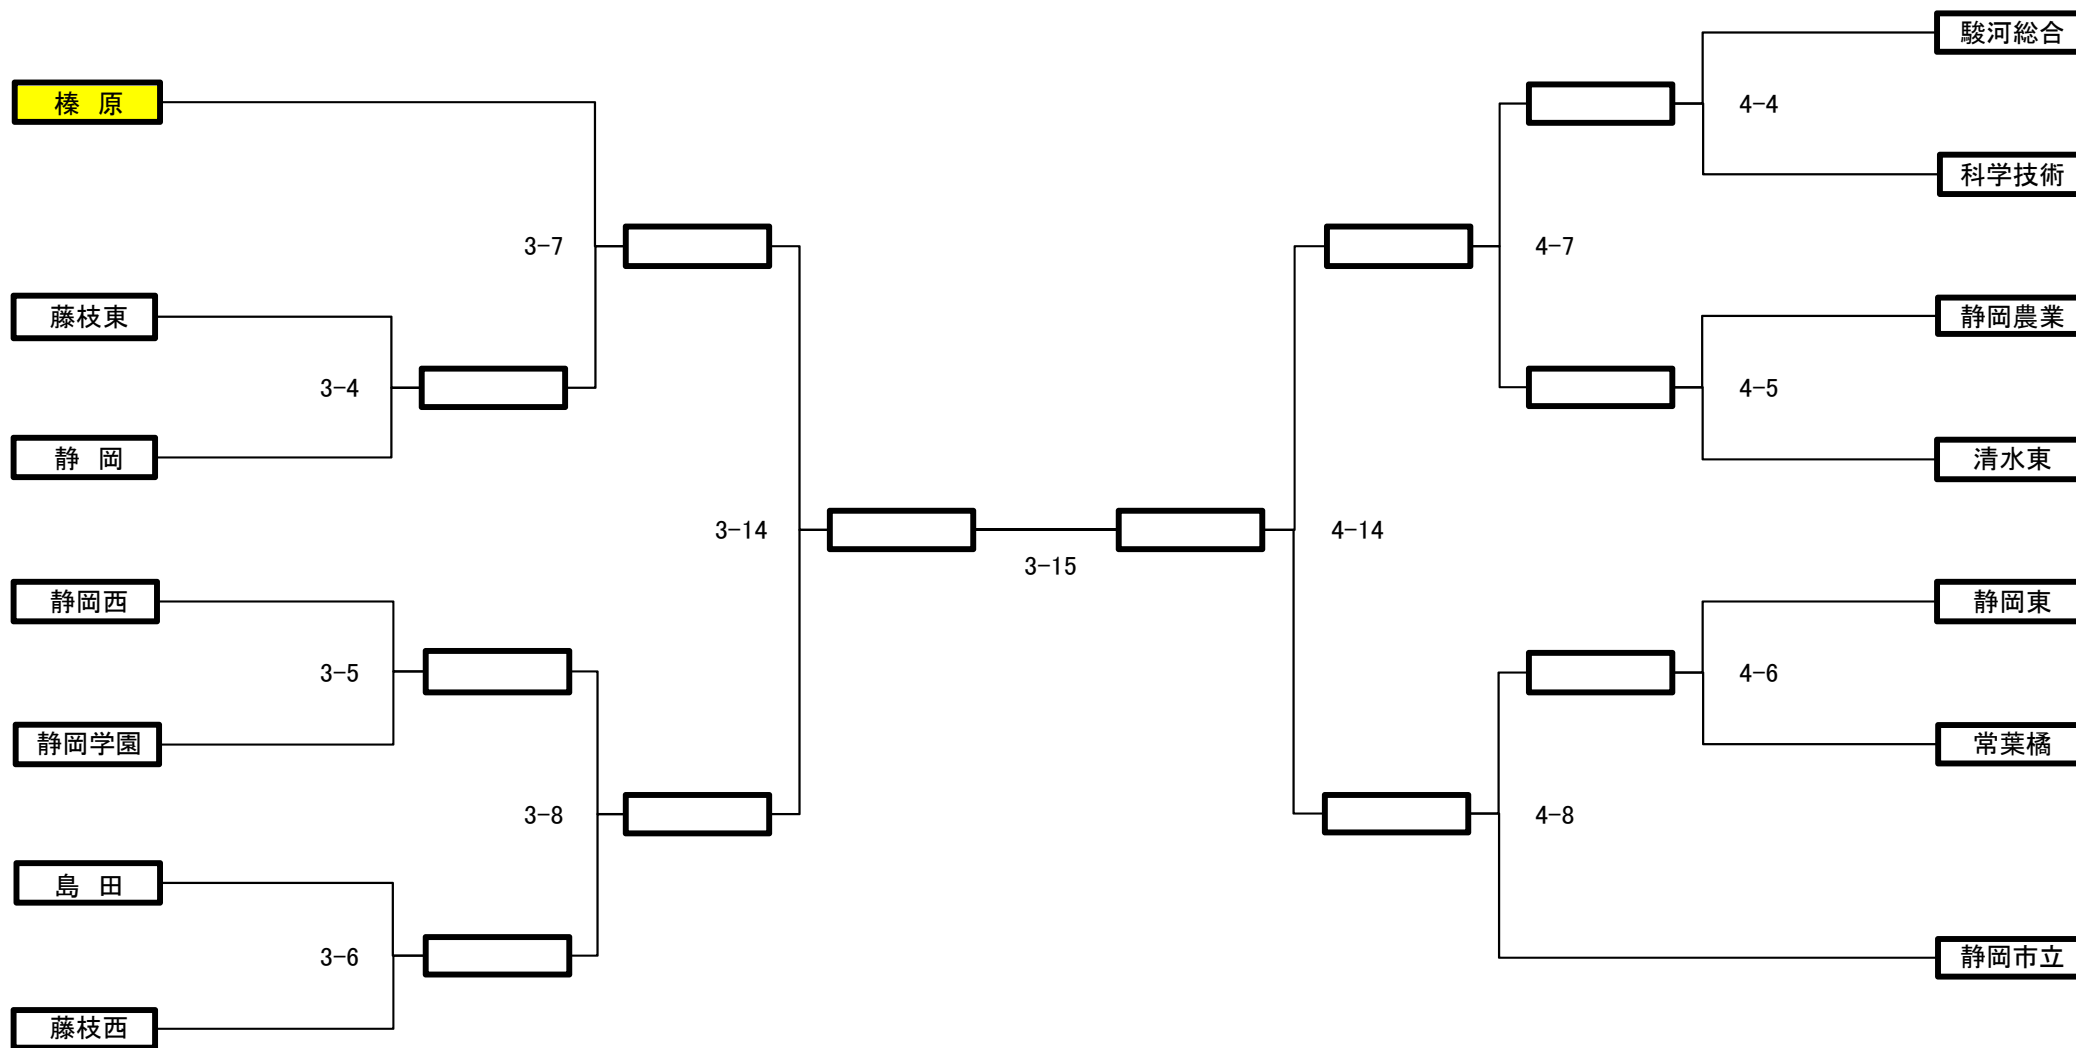 駿河総合
榛 原
4-4
科学技術
3-7
4-7
藤枝東
静岡農業
3-4
4-5
静 岡
清水東
3-14
4-14
3-15
静岡西
静岡東
3-5
4-6
静岡学園
常葉橘
3-8
4-8
島 田
3-6
静岡市立
藤枝西